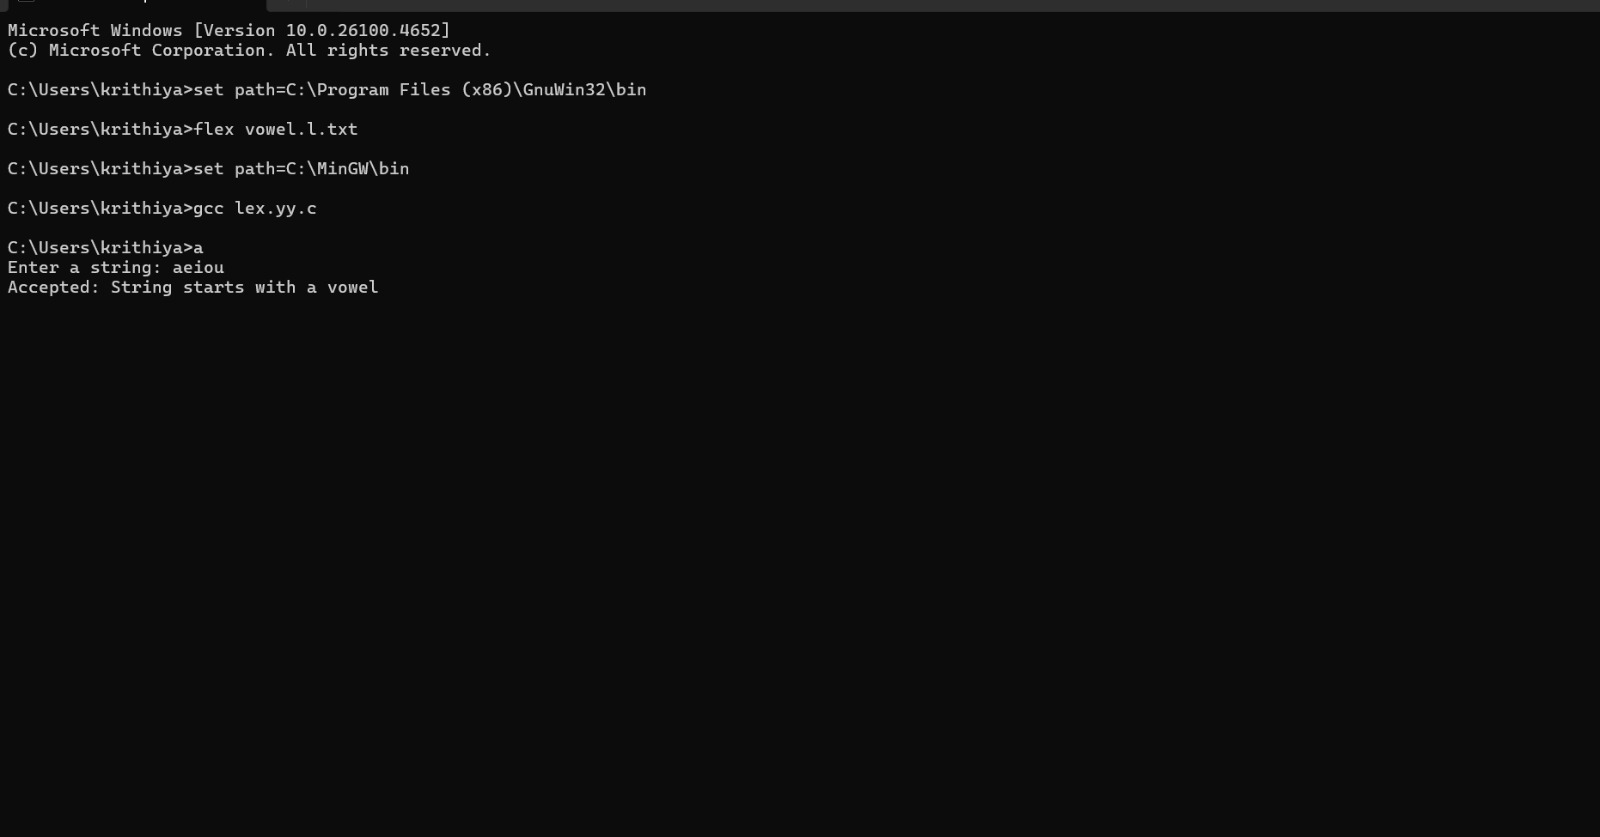 Microsoft Windows [Version 10.0.26100.4652]
(c) Microsoft Corporation. All rights reserved.
C:\Users\krithiya>set path=C:\Program Files (x86)\GnuWin32\bin
C:\Users\krithiya>flex vowel.l.txt
C:\Users\krithiya>set path=C:\MinGW\bin
C:\Users\krithiya>gcc lex.yy.c
C:\Users\krithiya>a
Enter a string: aeiou
Accepted: String starts with a vowel